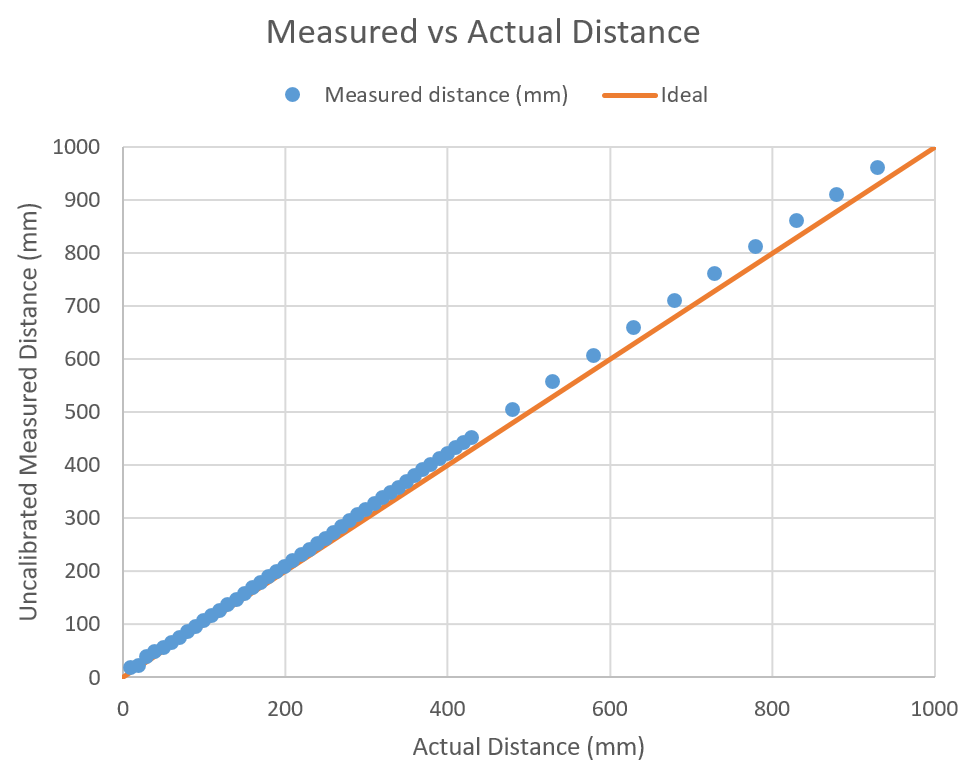 Measured vs Actual Distance
Measured distance (mm)
Ideal
Uncalibrated Measured Distance (mm)
1000
900
800
700
600
500
400
300
200
100
0
0 200 400 600 800 1000
Actual Distance (mm)